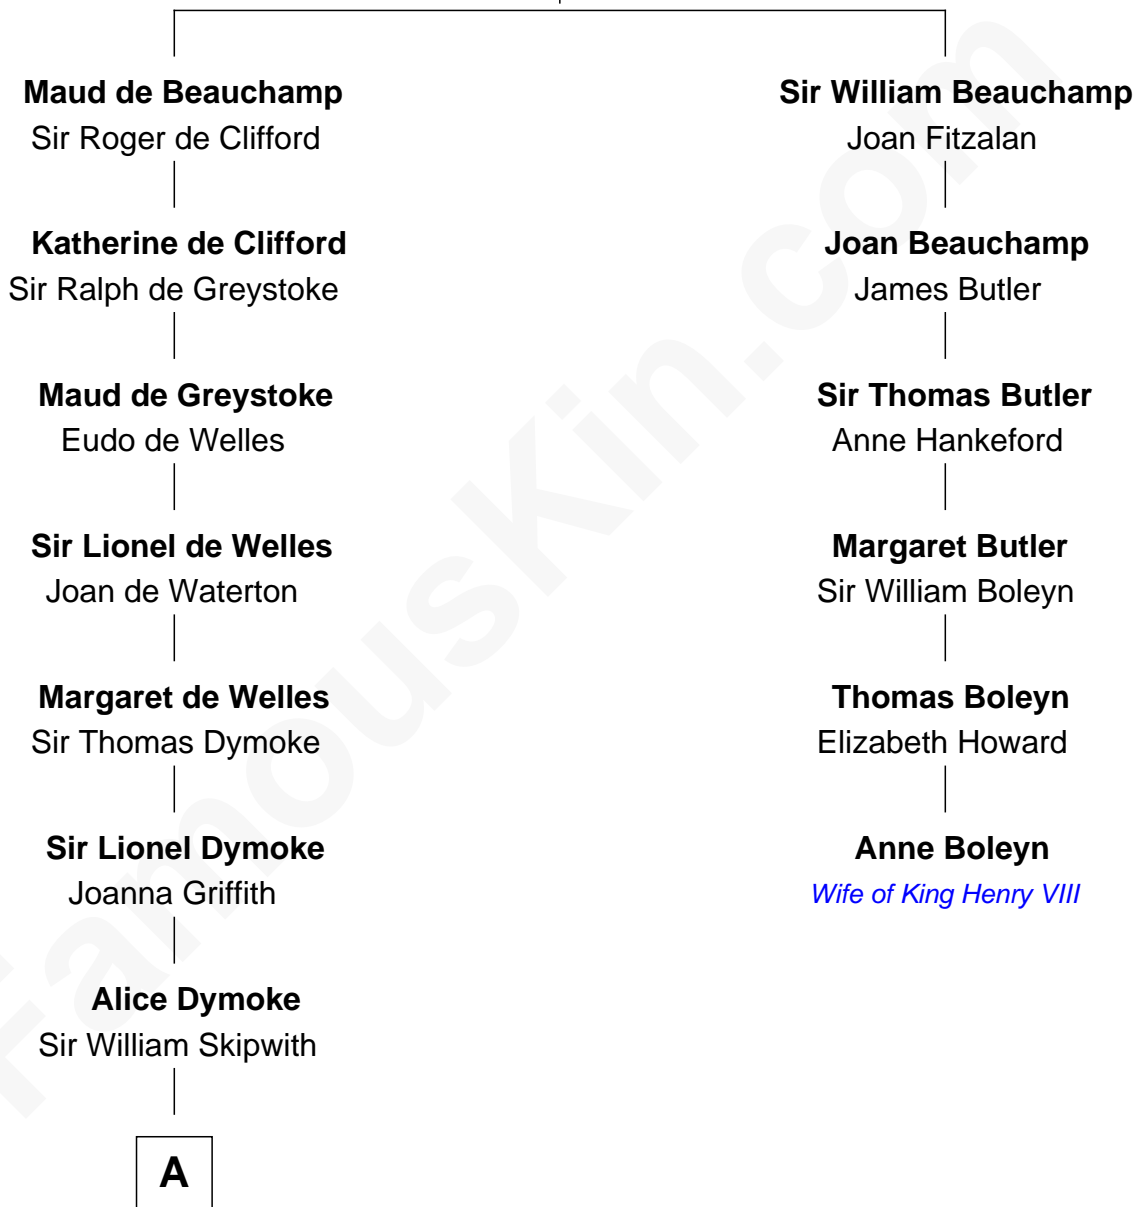 Maud de Beauchamp
Sir Roger de Clifford
Katherine de Clifford
Sir Ralph de Greystoke
Maud de Greystoke
Eudo de Welles
Sir Lionel de Welles
Joan de Waterton
Margaret de Welles
Sir Thomas Dymoke
Sir Lionel Dymoke
Joanna Griffith
Alice Dymoke
Sir William Skipwith
A
Sir William Beauchamp
Joan Fitzalan
Joan Beauchamp
James Butler
Sir Thomas Butler
Anne Hankeford
Margaret Butler
Sir William Boleyn
Thomas Boleyn
Elizabeth Howard
Anne Boleyn
Wife of King Henry VIII
FamousKin.com